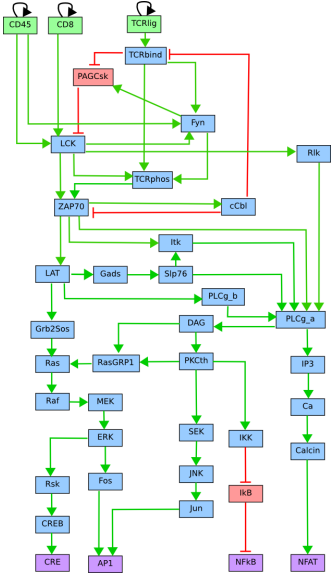 CD45
CD8
TCRlig
TCRbind
PAGCsk
Fyn
LCK
Rlk
TCRphos
ZAP70
cCbl
Itk
LAT
Gads
Slp76
PLCg_b
DAG
PLCg_a
Grb2Sos
Ras
RasGRP1
PKCth
IP3
Raf
MEK
Ca
ERK
SEK
IKK
Calcin
Rsk
Fos
JNK
IkB
CREB
Jun
CRE
AP1
NFkB
NFAT